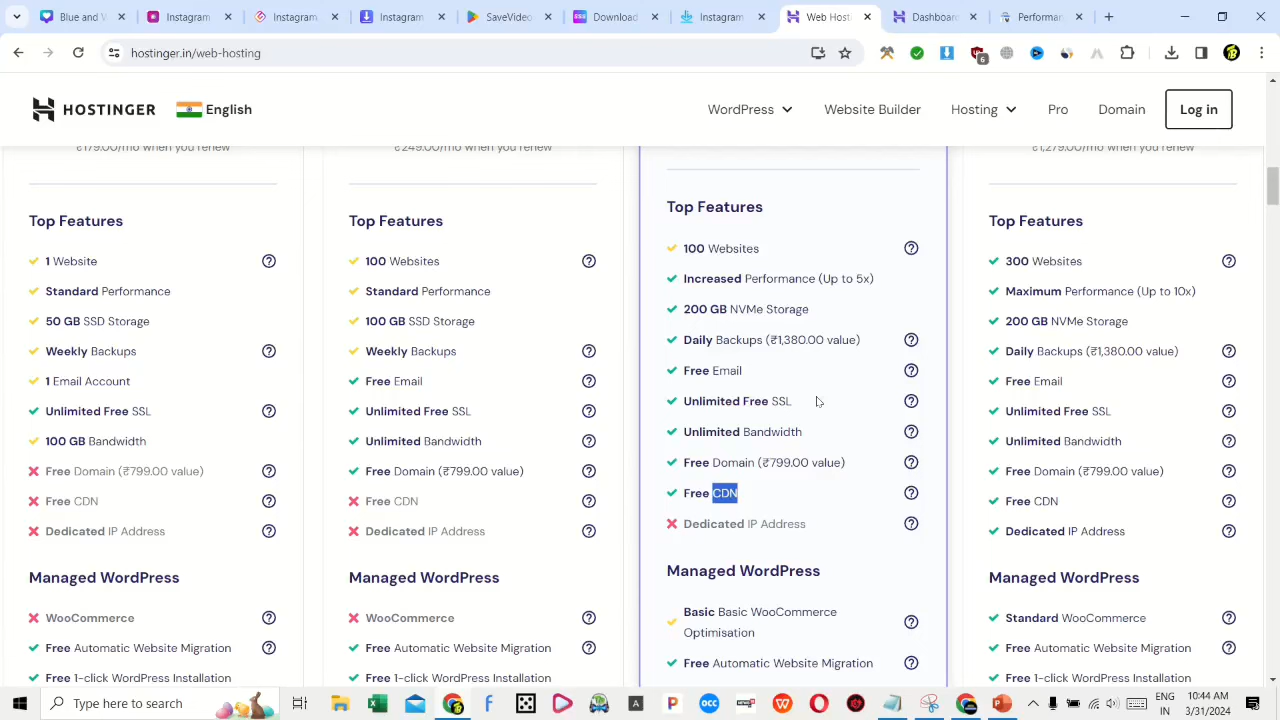 Instagram
Instagram
Instagram
SaveVideo
Download
Instagram
Web Hos
Dashboar
Performar
hostinger.in/web-hosting
6
HOSTINGER
English
WordPress
Website Builder
Hosting
Pro
Domain
Log in
₹179.00/mo when you renew
₹249.00/mo when you renew
₹1,279.00/mo when you renew
Top Features
1 Website
Standard Performance
50 GB SSD Storage
Weekly Backups
1 Email Account
Unlimited Free SSL
100 GB Bandwidth
Free Domain (₹799.00 value)
Free CDN
Dedicated IP Address
Managed WordPress
WooCommerce
Free Automatic Website Migration
Free 1-click WordPress Installation
Top Features
100 Websites
Standard Performance
100 GB SSD Storage
Weekly Backups
Free Email
Unlimited Free SSL
Unlimited Bandwidth
Free Domain (₹799.00 value)
Free CDN
Dedicated IP Address
Managed WordPress
WooCommerce
Free Automatic Website Migration
Free 1-click WordPress Installation
Top Features
100 Websites
Increased Performance (Up to 5x)
200 GB NVMe Storage
Daily Backups (₹1,380.00 value)
Free Email
Unlimited Free SSL
Unlimited Bandwidth
Free Domain (₹799.00 value)
Free CDN
Dedicated IP Address
Managed WordPress
Basic Basic WooCommerce
Optimisation
Free Automatic Website Migration
Top Features
300 Websites
Maximum Performance (Up to 10x)
200 GB NVMe Storage
Daily Backups (₹1,380.00 value)
Free Email
Unlimited Free SSL
Unlimited Bandwidth
Free Domain (₹799.00 value)
Free CDN
Dedicated IP Address
Managed WordPress
Standard WooCommerce
Free Automatic Website Migration
Free 1-click WordPress Installation
Type here to search
ENG
IN
10:44 AM
3/31/2024